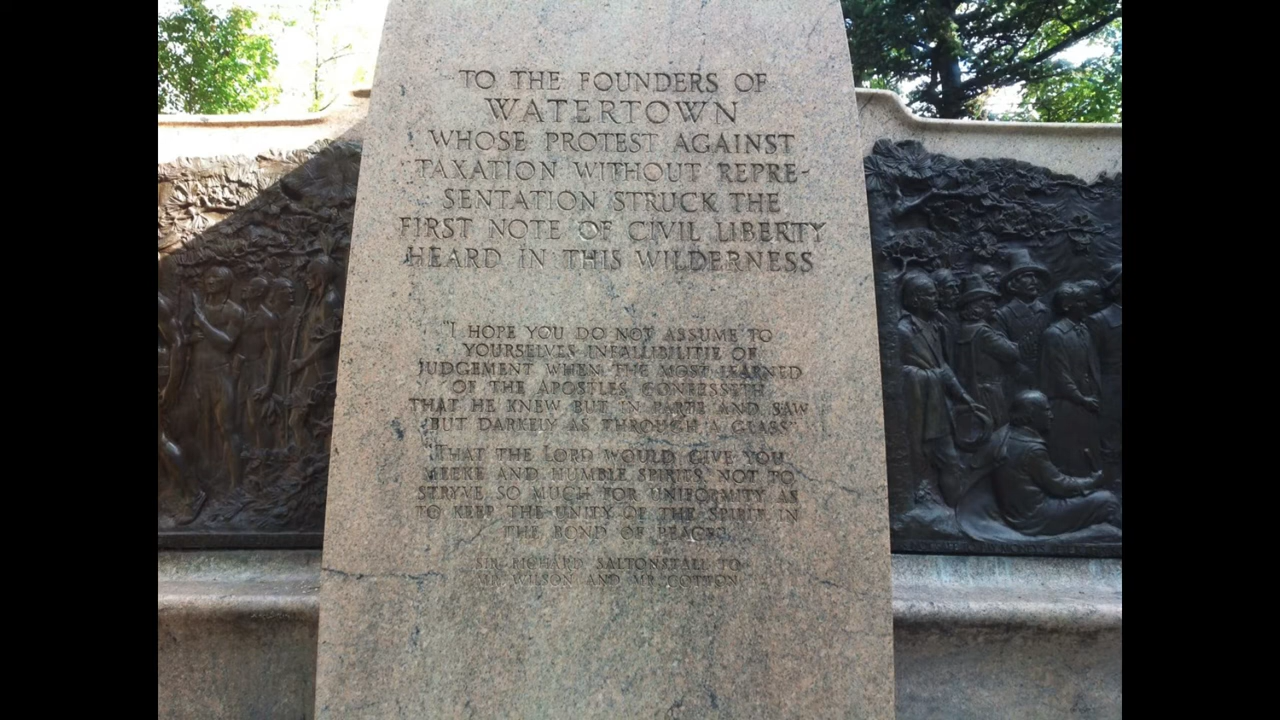 TO THE FOUNDERS OF
WATERTOWN
WHOSE PROTEST AGAINST
TAXATION WITHOUT REPRE-
SENTATION STRUCK THE
FIRST NOTE OF CIVIL LIBERTY
HEARD IN THIS WILDERNESS
"I HOPE YOU DO NOT ASSUME TO
YOURSELVES INFALLIBILITIE OF
JUDGEMENT WHEN THE MOST LEARNED
OF THE APOSTLES CONFESSETH
THAT HE KNEW BUT IN PARTE AND SAW
BUT DARKELY AS THROUGH A GLASS"
"THAT THE LORD WOULD GIVE YOU
MEEKE AND HUMBLE SPIRITS NOT TO
STRYVE SO MUCH FOR UNIFORMITY AS
TO KEEP THE UNITY OF THE SPIRIT IN
THE BOND OF PEACE"
SIR RICHARD SALTONSTALL TO
MR WILSON AND MR COTTON